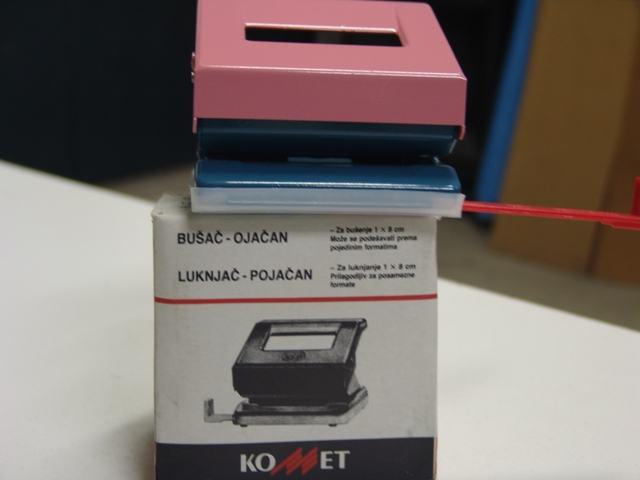 BUŠAČ - OJAČAN
– Za bušenje 1 × 8 cm
Može se podešavati prema
pojedinim formatima
LUKNJAČ - POJAČAN
– Za luknjanje 1 × 8 cm
Prilagodljiv za posamezne
formate
KOMET